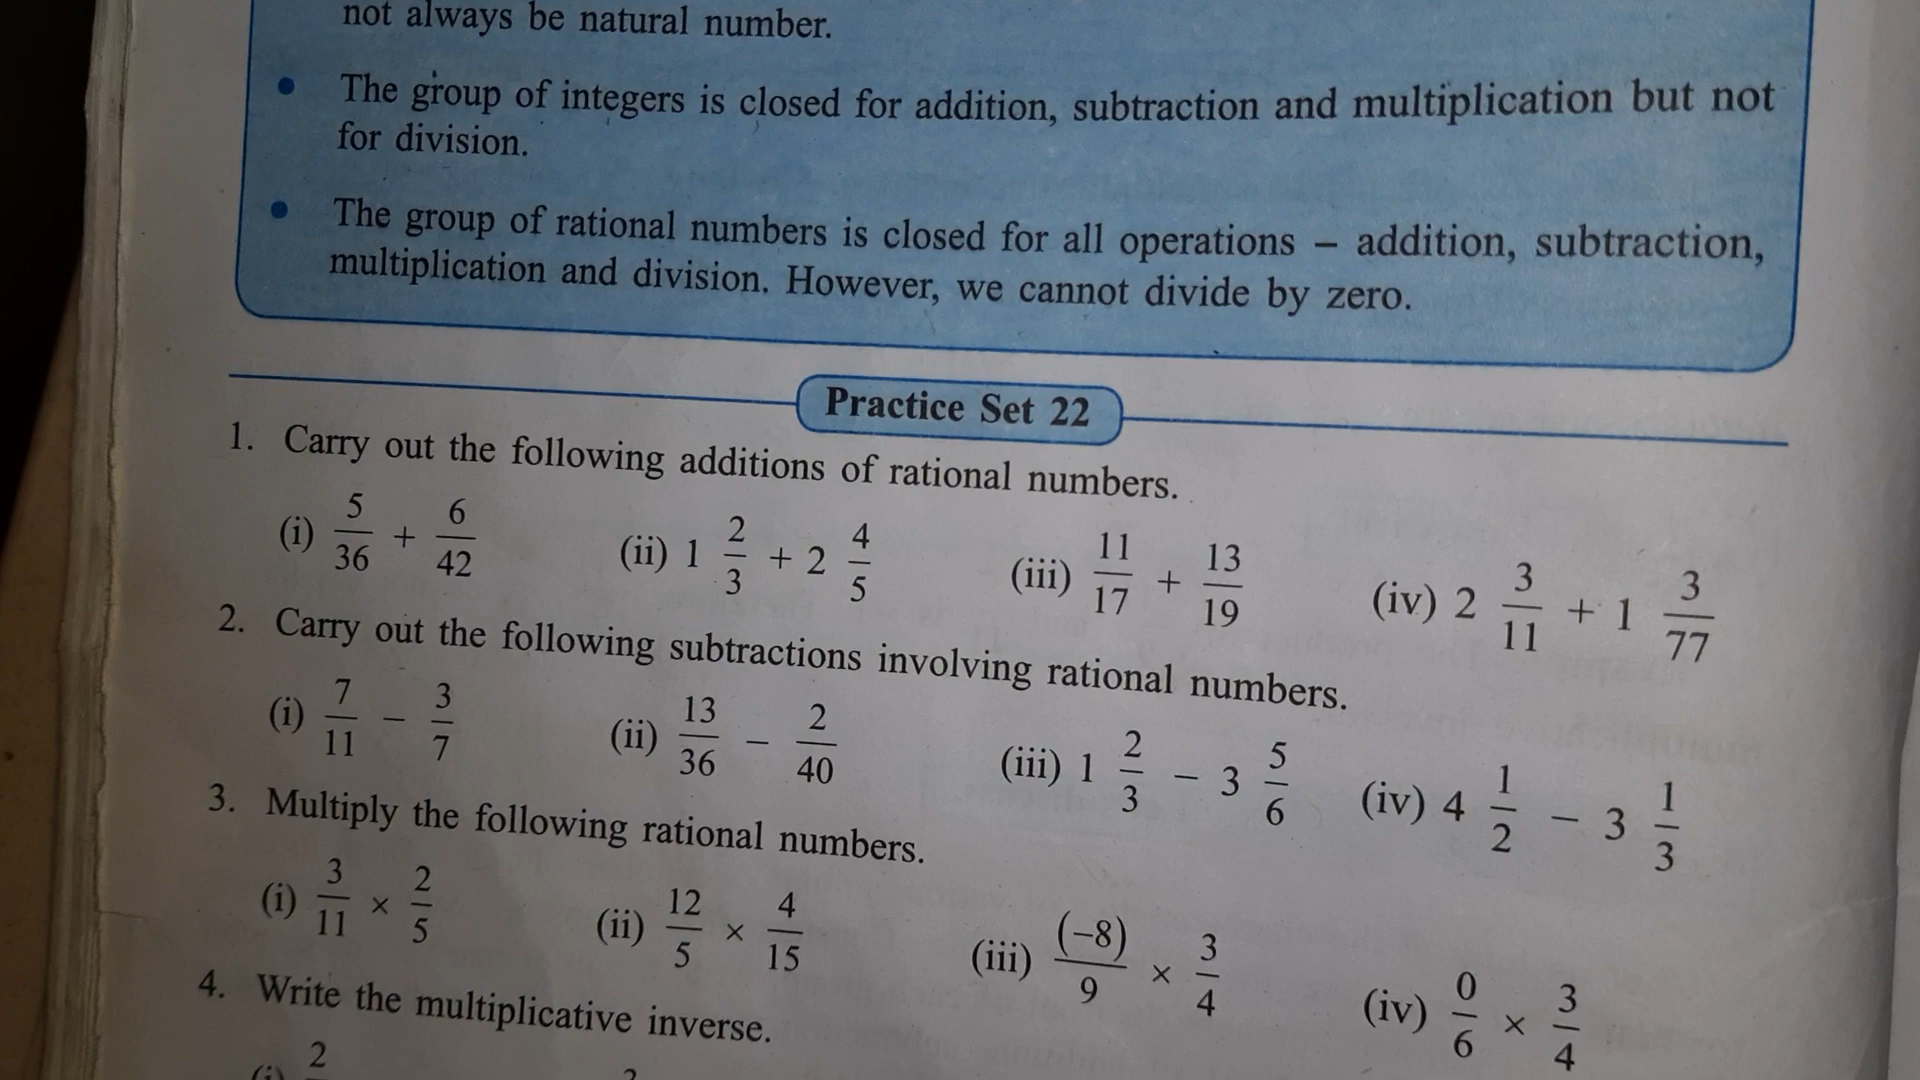 not always be natural number.
• The group of integers is closed for addition, subtraction and multiplication but not
for division.
• The group of rational numbers is closed for all operations – addition, subtraction,
multiplication and division. However, we cannot divide by zero.
Practice Set 22
1. Carry out the following additions of rational numbers.
(i) 5/36 + 6/42 (ii) 1 2/3 + 2 4/5 (iii) 11/17 + 13/19 (iv) 2 3/11 + 1 3/77
2. Carry out the following subtractions involving rational numbers.
(i) 7/11 − 3/7 (ii) 13/36 − 2/40 (iii) 1 2/3 − 3 5/6 (iv) 4 1/2 − 3 1/3
3. Multiply the following rational numbers.
(i) 3/11 × 2/5 (ii) 12/5 × 4/15 (iii) (−8)/9 × 3/4 (iv) 0/6 × 3/4
4. Write the multiplicative inverse.
(i) 2